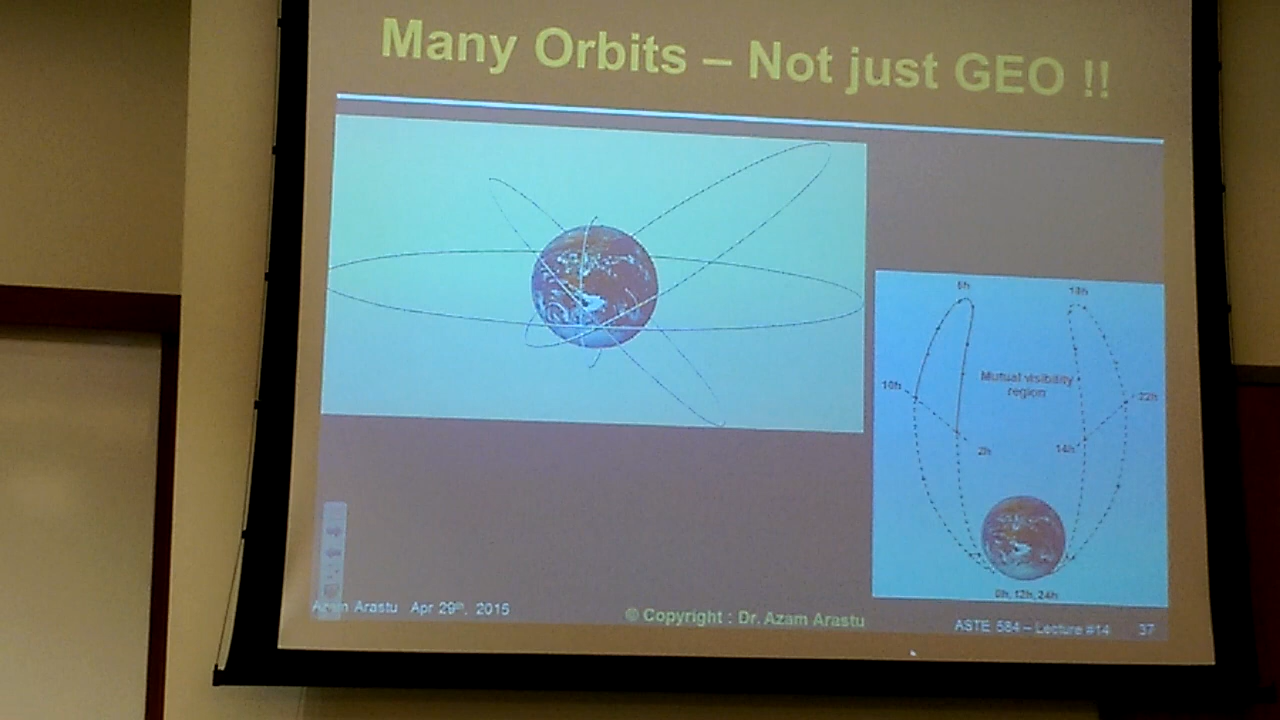 Many Orbits – Not just GEO !!
6h
18h
10h
Mutual visibility
region
22h
2h
14h
0h, 12h, 24h
Azam Arastu Apr 29th, 2015
© Copyright : Dr. Azam Arastu
ASTE 584 – Lecture #14
37